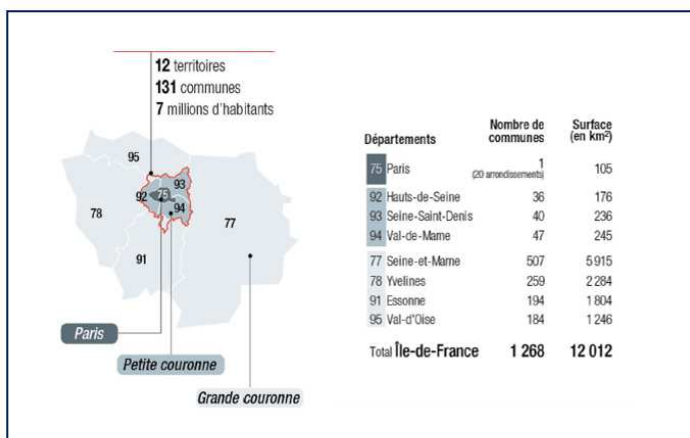 12 territoires
131 communes
7 millions d'habitants
95
93
92
75
94
78
77
91
Paris
Petite couronne
Grande couronne
Départements
Nombre de communes
Surface (en km²)
75 Paris 1 (20 arrondissements) 105
92 Hauts-de-Seine 36 176
93 Seine-Saint-Denis 40 236
94 Val-de-Marne 47 245
77 Seine-et-Marne 507 5 915
78 Yvelines 259 2 284
91 Essonne 194 1 804
95 Val-d'Oise 184 1 246
Total Île-de-France 1 268 12 012